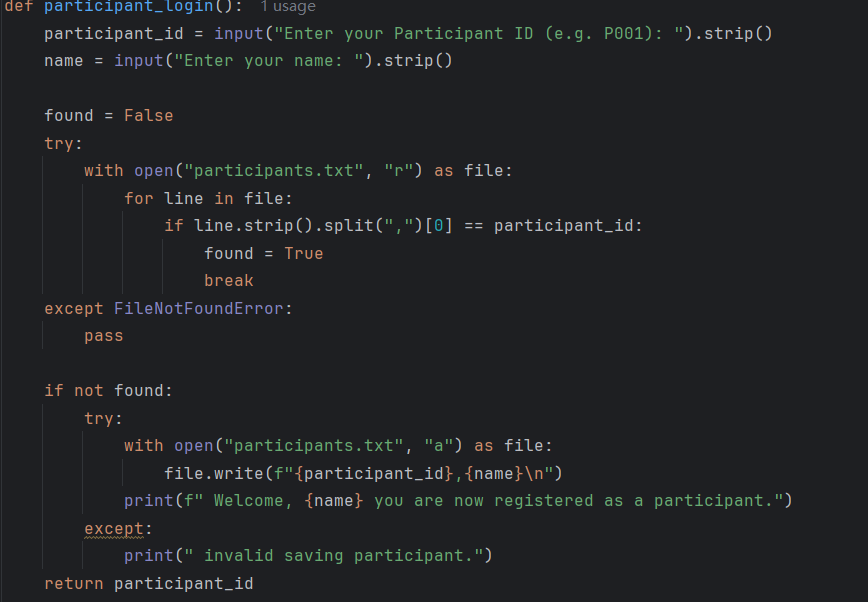 def participant_login():  1 usage
    participant_id = input("Enter your Participant ID (e.g. P001): ").strip()
    name = input("Enter your name: ").strip()

    found = False
    try:
        with open("participants.txt", "r") as file:
            for line in file:
                if line.strip().split(",")[0] == participant_id:
                    found = True
                    break
    except FileNotFoundError:
        pass

    if not found:
        try:
            with open("participants.txt", "a") as file:
                file.write(f"{participant_id},{name}\n")
            print(f" Welcome, {name} you are now registered as a participant.")
        except:
            print(" invalid saving participant.")
    return participant_id